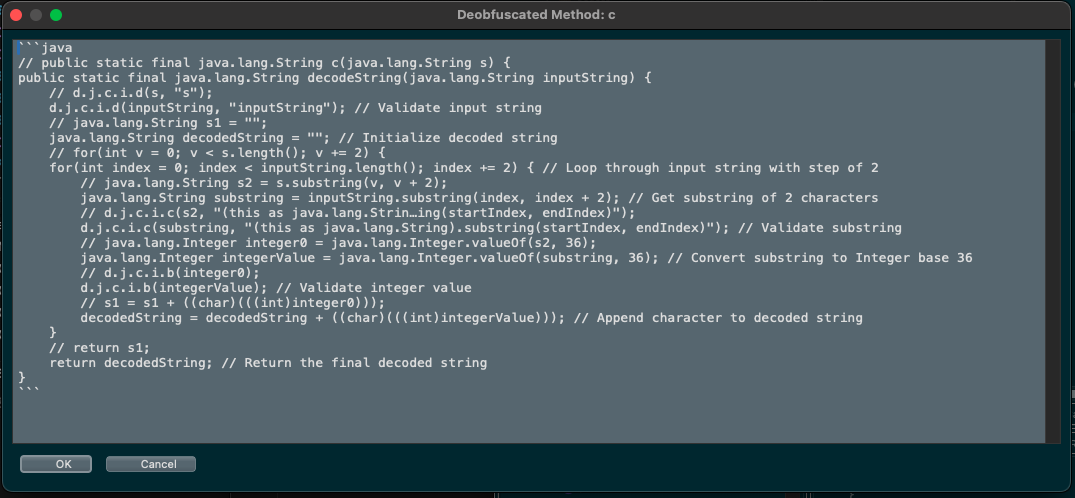 Deobfuscated Method: c
```java
// public static final java.lang.String c(java.lang.String s) {
public static final java.lang.String decodeString(java.lang.String inputString) {
    // d.j.c.i.d(s, "s");
    d.j.c.i.d(inputString, "inputString"); // Validate input string
    // java.lang.String s1 = "";
    java.lang.String decodedString = ""; // Initialize decoded string
    // for(int v = 0; v < s.length(); v += 2) {
    for(int index = 0; index < inputString.length(); index += 2) { // Loop through input string with step of 2
        // java.lang.String s2 = s.substring(v, v + 2);
        java.lang.String substring = inputString.substring(index, index + 2); // Get substring of 2 characters
        // d.j.c.i.c(s2, "(this as java.lang.Strin…ing(startIndex, endIndex)");
        d.j.c.i.c(substring, "(this as java.lang.String).substring(startIndex, endIndex)"); // Validate substring
        // java.lang.Integer integer0 = java.lang.Integer.valueOf(s2, 36);
        java.lang.Integer integerValue = java.lang.Integer.valueOf(substring, 36); // Convert substring to Integer base 36
        // d.j.c.i.b(integer0);
        d.j.c.i.b(integerValue); // Validate integer value
        // s1 = s1 + ((char)(((int)integer0)));
        decodedString = decodedString + ((char)(((int)integerValue))); // Append character to decoded string
    }
    // return s1;
    return decodedString; // Return the final decoded string
}
```
OK Cancel